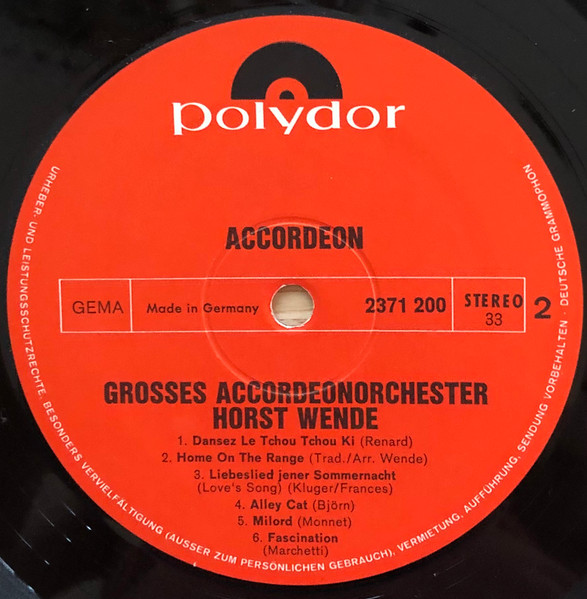 polydor
ACCORDEON
GEMA
Made in Germany
2371 200
STEREO
33
2
GROSSES ACCORDEONORCHESTER
HORST WENDE
1. Dansez Le Tchou Tchou Ki (Renard)
2. Home On The Range (Trad./Arr. Wende)
3. Liebeslied jener Sommernacht
(Love's Song) (Kluger/Frances)
4. Alley Cat (Björn)
5. Milord (Monnet)
6. Fascination
(Marchetti)
URHEBER- UND LEISTUNGSSCHUTZRECHTE, BESONDERS VERVIELFÄLTIGUNG (AUSSER ZUM PERSÖNLICHEN GEBRAUCH), VERMIETUNG, AUFFÜHRUNG, SENDUNG VORBEHALTEN · DEUTSCHE GRAMMOPHON